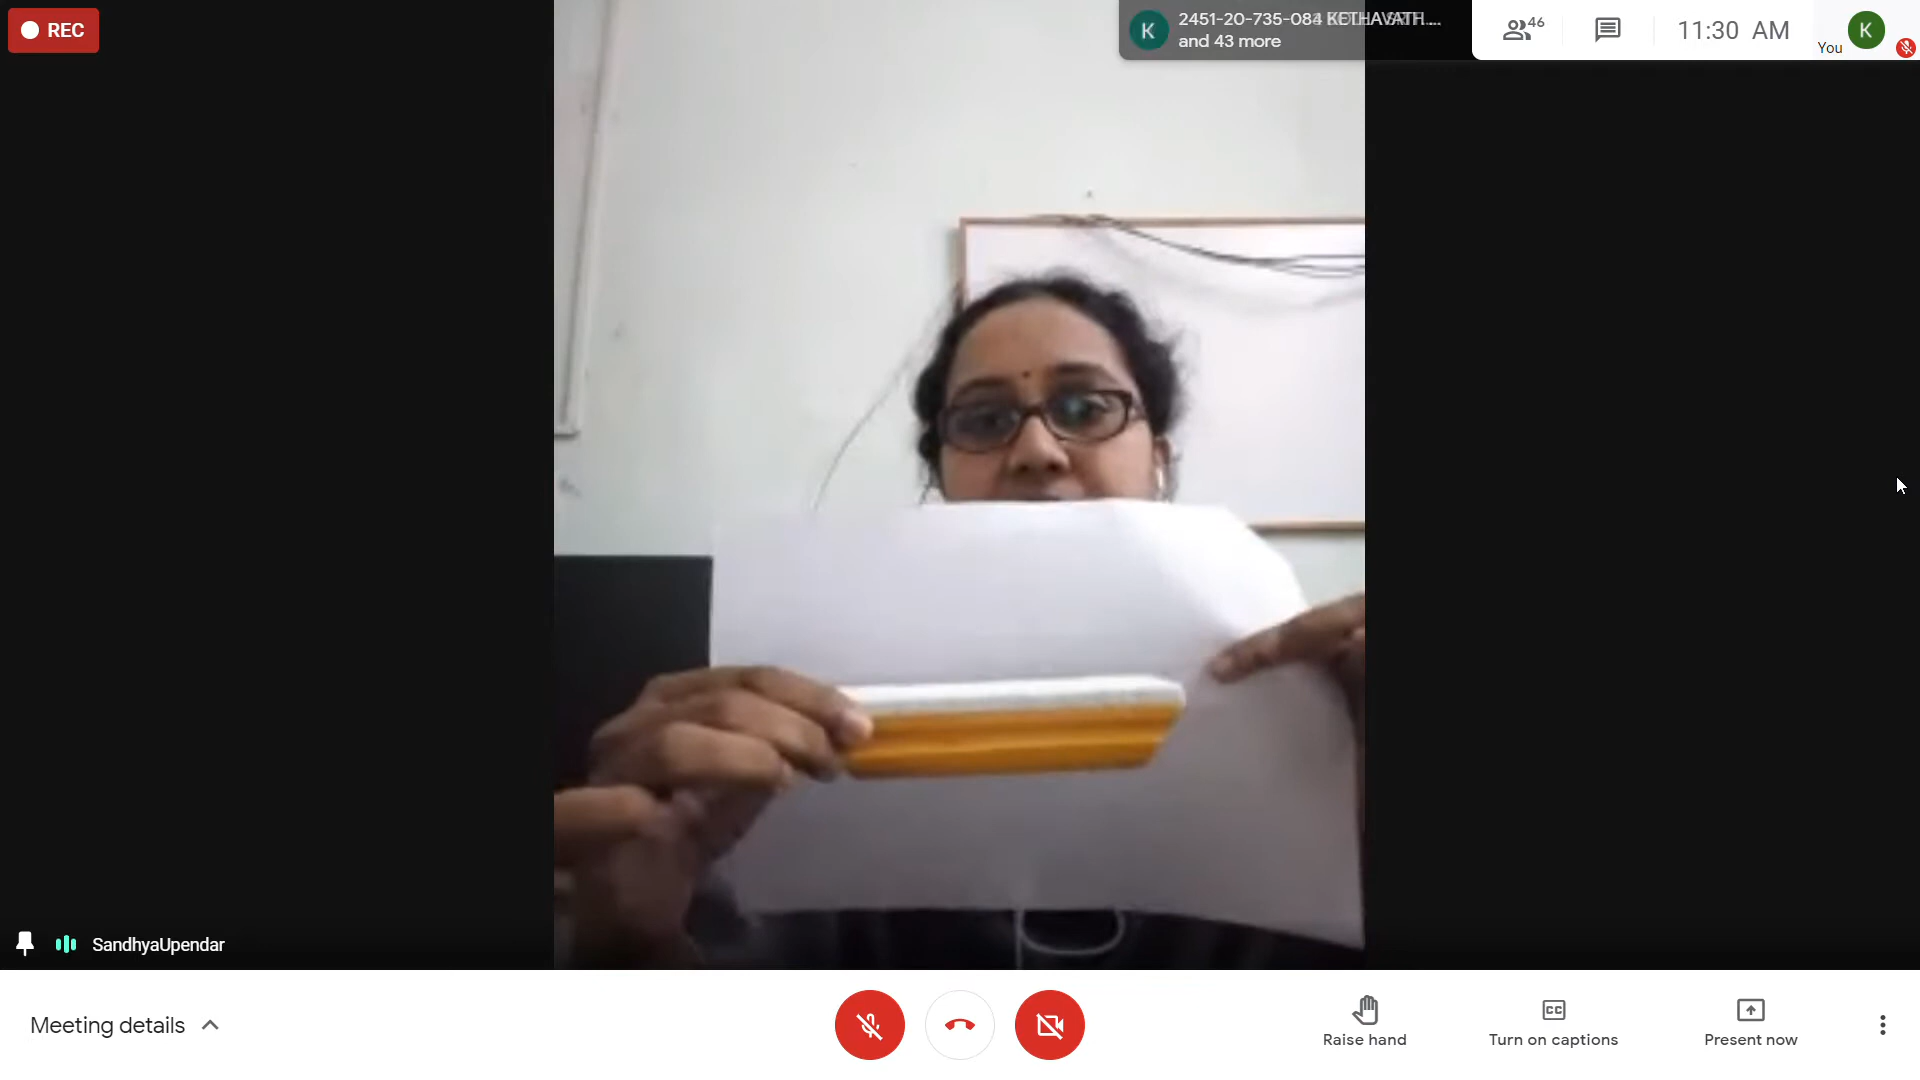 REC
K
2451-20-735-084
and 43 more
46
11:30 AM
You
K
SandhyaUpendar
Meeting details
Raise hand
CC
Turn on captions
Present now